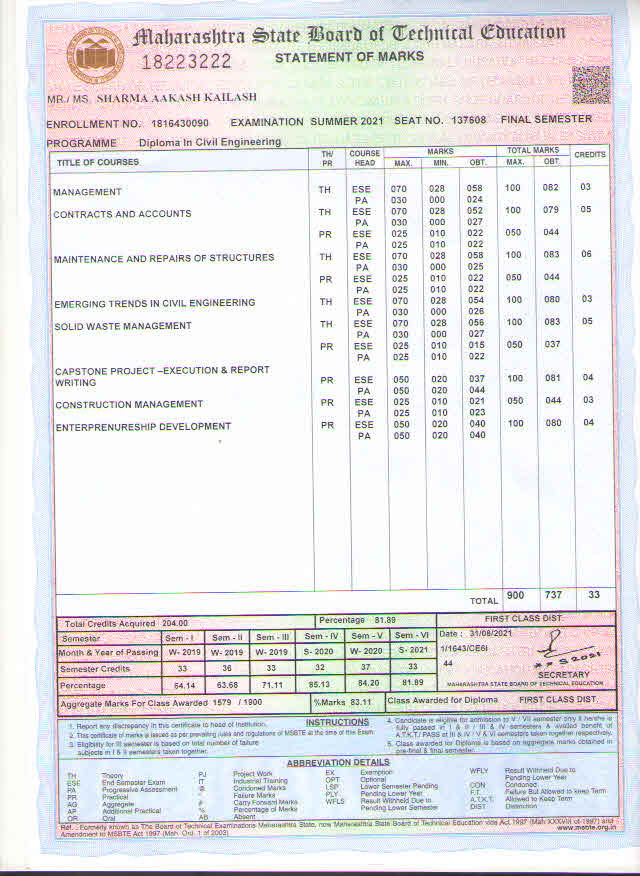 Maharashtra State Board of Technical Education
18223222
STATEMENT OF MARKS
MR./ MS. SHARMA AAKASH KAILASH
ENROLLMENT NO. 1816430090 EXAMINATION SUMMER 2021 SEAT NO. 137608 FINAL SEMESTER
PROGRAMME Diploma In Civil Engineering
TITLE OF COURSES TH/ PR COURSE HEAD MARKS MAX. MIN. OBT. TOTAL MARKS MAX. OBT. CREDITS
MANAGEMENT TH ESE 070 028 058 100 082 03
PA 030 000 024
CONTRACTS AND ACCOUNTS TH ESE 070 028 052 100 079 05
PA 030 000 027
PR ESE 025 010 022 050 044
PA 025 010 022
MAINTENANCE AND REPAIRS OF STRUCTURES TH ESE 070 028 058 100 083 06
PA 030 000 025
PR ESE 025 010 022 050 044
PA 025 010 022
EMERGING TRENDS IN CIVIL ENGINEERING TH ESE 070 028 054 100 080 03
PA 030 000 026
SOLID WASTE MANAGEMENT TH ESE 070 028 056 100 083 05
PA 030 000 027
PR ESE 025 010 015 050 037
PA 025 010 022
CAPSTONE PROJECT –EXECUTION & REPORT
WRITING PR ESE 050 020 037 100 081 04
PA 050 020 044
CONSTRUCTION MANAGEMENT PR ESE 025 010 021 050 044 03
PA 025 010 023
ENTERPRENURESHIP DEVELOPMENT PR ESE 050 020 040 100 080 04
PA 050 020 040
TOTAL 900 737 33
Total Credits Acquired 204.00 Percentage 81.89 FIRST CLASS DIST.
Semester Sem - I Sem - II Sem - III Sem - IV Sem - V Sem - VI Date : 31/08/2021
Month & Year of Passing W- 2019 W- 2019 W- 2019 S- 2020 W- 2020 S- 2021 1/1643/CE6I
Semester Credits 33 36 33 32 37 33 44
Percentage 64.14 63.68 71.11 85.13 84.20 81.89
SECRETARY
MAHARASHTRA STATE BOARD OF TECHNICAL EDUCATION
Aggregate Marks For Class Awarded 1579 / 1900 %Marks 83.11 Class Awarded for Diploma FIRST CLASS DIST.
INSTRUCTIONS
1. Report any discrepancy in this certificate to head of institution.
2. This certificate of marks is issued as per prevailing rules and regulations of MSBTE at the time of this Exam.
3. Eligibility for III semester is based on total number of failure
subjects in I & II semesters taken together.
4. Candidate is eligible for admission to V / VII semester only if he/she is
fully passed in I & II / III & IV semesters & availed benefit of
A.T.K.T./ PASS at III & IV / V & VI semesters taken together respectively.
5. Class awarded for Diploma is based on aggregate marks obtained in
pre-final & final semester.
ABBREVIATION DETAILS
TH Theory PJ Project Work EX Exemption WFLY Result Withheld Due to
ESE End Semester Exam IT Industrial Training OPT Optional Pending Lower Year
PA Progressive Assessment @ Condoned Marks LSP Lower Semester Pending CON Condoned
PR Practical * Failure Marks PLY Pending Lower Year F.T. Failure But Allowed to keep Term
AG Aggregate # Carry Forward Marks WFLS Result Withheld Due to A.T.K.T. Allowed to Keep Term
AP Additional Practical % Percentage of Marks Pending Lower Semester DIST Distinction
OR Oral AB Absent
Ref. : Formerly known as The Board of Technical Examinations Maharashtra State, now Maharashtra State Board of Technical Education vide Act 1997 (Mah XXXVIII of-1997) and
Amendment to MSBTE Act 1997 (Mah. Ord. 1 of 2003) www.msbte.org.in